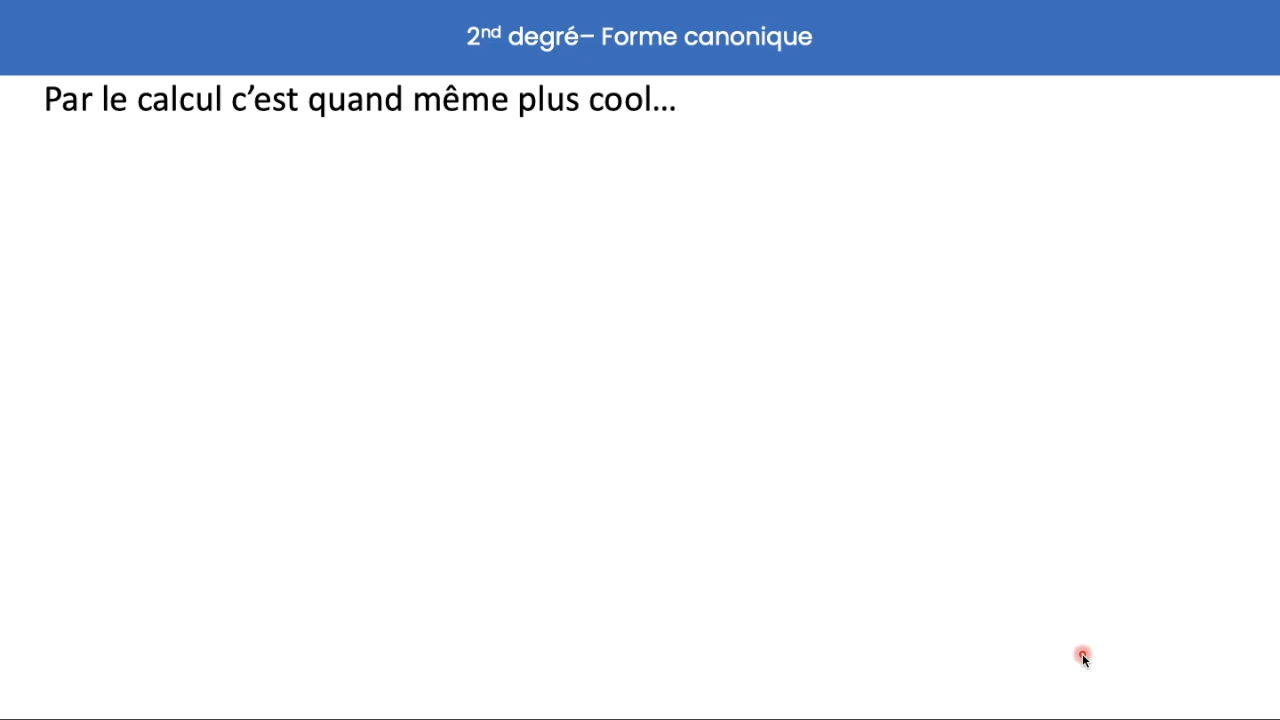 2nd degré– Forme canonique
Par le calcul c’est quand même plus cool…